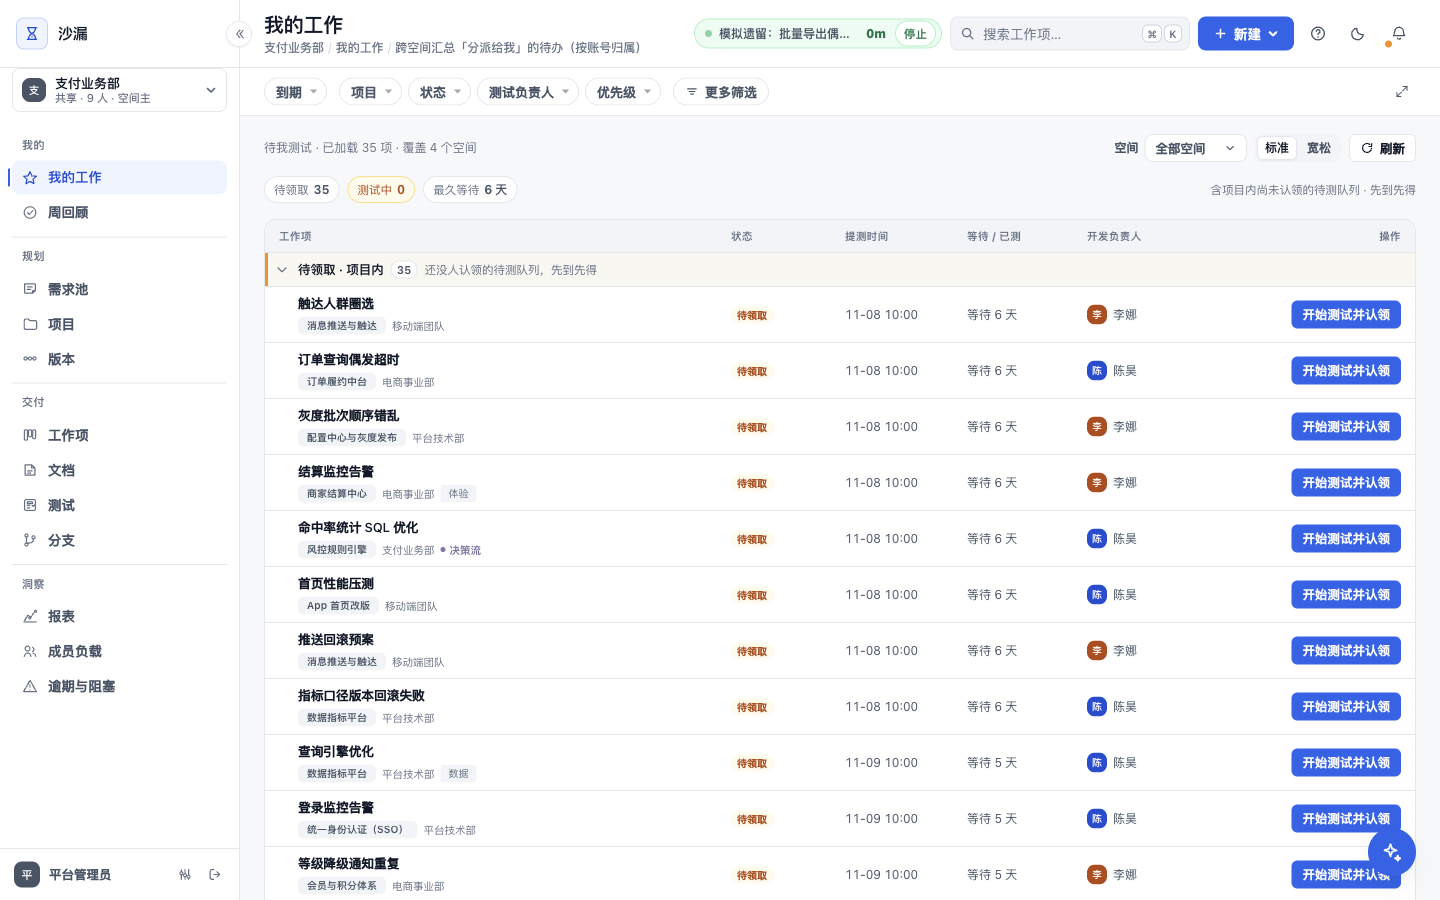 沙漏
支付业务部
共享 · 9 人 · 空间主
支
我的
我的工作
周回顾
规划
需求池
项目
版本
交付
工作项
文档
测试
分支
洞察
报表
成员负载
逾期与阻塞
平
平台管理员
我的工作
支付业务部 / 我的工作 / 跨空间汇总「分派给我」的待办（按账号归属）
模拟遗留：批量导出偶... 0m 停止
搜索工作项... ⌘ K
+ 新建
到期 项目 状态 测试负责人 优先级 更多筛选
待我测试 · 已加载 35 项 · 覆盖 4 个空间
空间 全部空间 标准 宽松 刷新
待领取 35 测试中 0 最久等待 6 天
含项目内尚未认领的待测队列 · 先到先得
工作项 状态 提测时间 等待 / 已测 开发负责人 操作
待领取 · 项目内 35 还没人认领的待测队列，先到先得
触达人群圈选
消息推送与触达 移动端团队
待领取 11-08 10:00 等待 6 天 李 李娜 开始测试并认领
订单查询偶发超时
订单履约中台 电商事业部
待领取 11-08 10:00 等待 6 天 陈 陈昊 开始测试并认领
灰度批次顺序错乱
配置中心与灰度发布 平台技术部
待领取 11-08 10:00 等待 6 天 李 李娜 开始测试并认领
结算监控告警
商家结算中心 电商事业部 体验
待领取 11-08 10:00 等待 6 天 李 李娜 开始测试并认领
命中率统计 SQL 优化
风控规则引擎 支付业务部 决策流
待领取 11-08 10:00 等待 6 天 陈 陈昊 开始测试并认领
首页性能压测
App 首页改版 移动端团队
待领取 11-08 10:00 等待 6 天 陈 陈昊 开始测试并认领
推送回滚预案
消息推送与触达 移动端团队
待领取 11-08 10:00 等待 6 天 李 李娜 开始测试并认领
指标口径版本回滚失败
数据指标平台 平台技术部
待领取 11-08 10:00 等待 6 天 陈 陈昊 开始测试并认领
查询引擎优化
数据指标平台 平台技术部 数据
待领取 11-09 10:00 等待 5 天 陈 陈昊 开始测试并认领
登录监控告警
统一身份认证（SSO） 平台技术部
待领取 11-09 10:00 等待 5 天 陈 陈昊 开始测试并认领
等级降级通知重复
会员与积分体系 电商事业部
待领取 11-09 10:00 等待 5 天 李 李娜 开始测试并认领